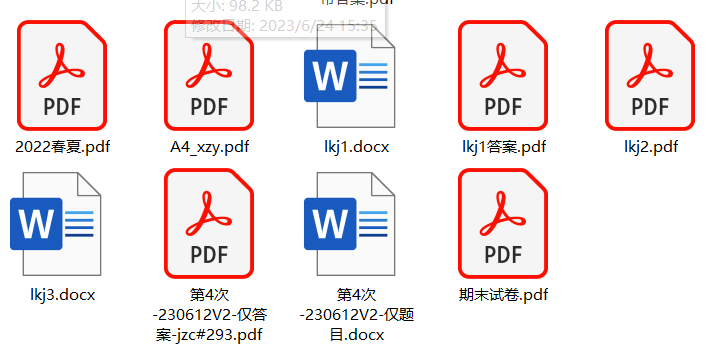 带答案.pdf
大小: 98.2 KB
修改日期: 2023/6/24 15:35
PDF
PDF
W
PDF
PDF
2022春夏.pdf
A4_xzy.pdf
lkj1.docx
lkj1答案.pdf
lkj2.pdf
W
PDF
W
PDF
lkj3.docx
第4次
-230612V2-仅答
案-jzc#293.pdf
第4次
-230612V2-仅题
目.docx
期末试卷.pdf